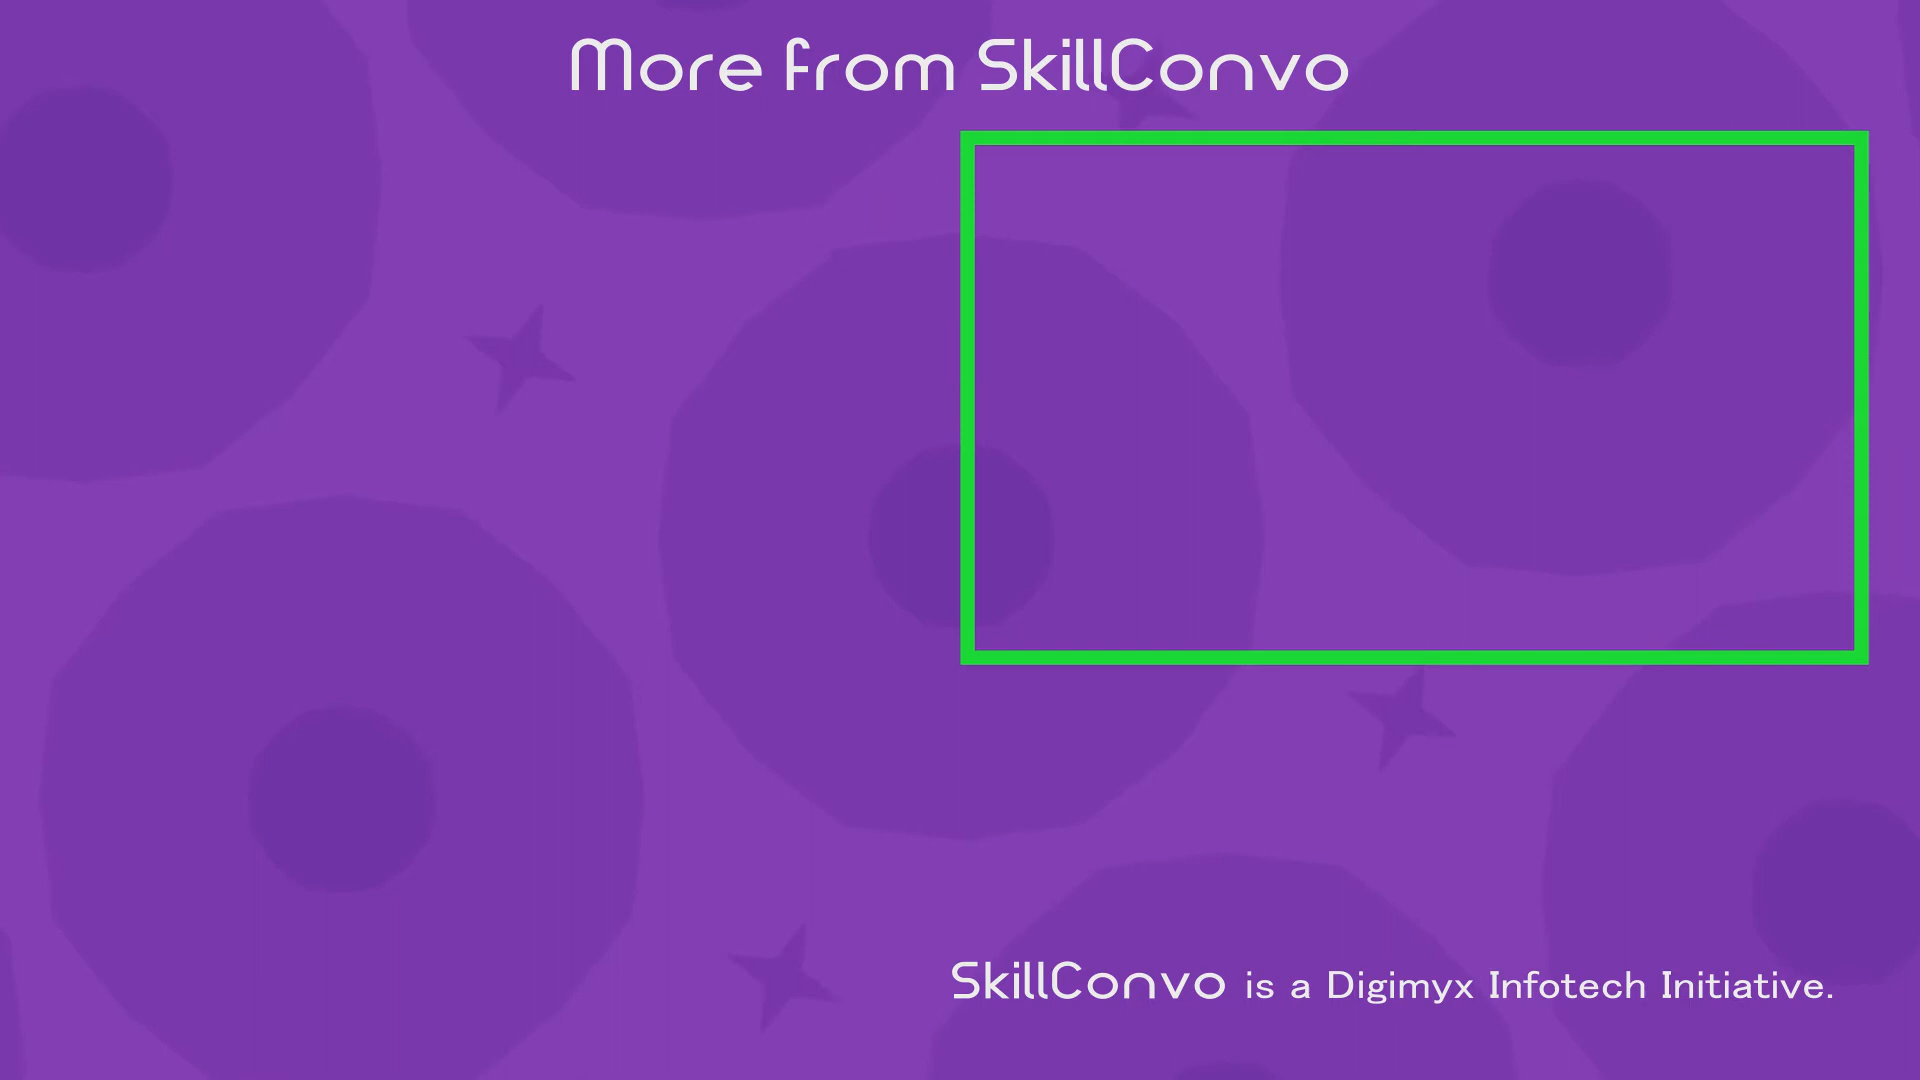 More from SkillConvo
SkillConvo is a Digimyx Infotech Initiative.